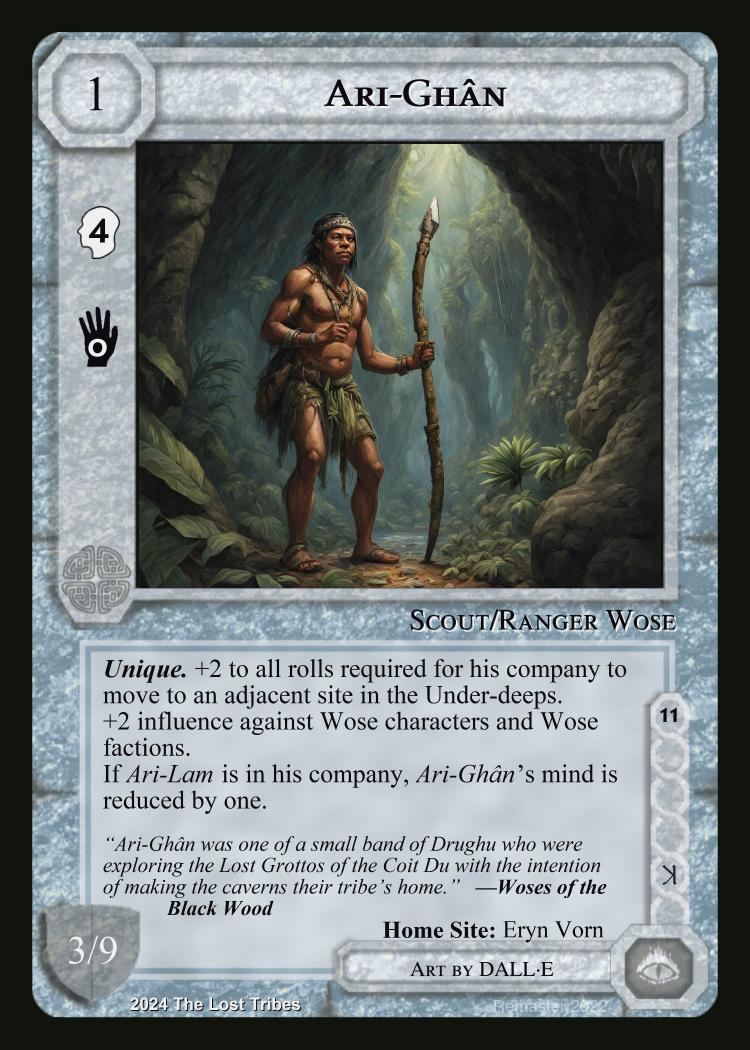 1
ARI-GHÂN
4
0
SCOUT/RANGER WOSE
Unique. +2 to all rolls required for his company to
move to an adjacent site in the Under-deeps.
+2 influence against Wose characters and Wose
factions.
If Ari-Lam is in his company, Ari-Ghân's mind is
reduced by one.
11
“Ari-Ghân was one of a small band of Drughu who were
exploring the Lost Grottos of the Coit Du with the intention
of making the caverns their tribe's home.” —Woses of the
Black Wood
Home Site: Eryn Vorn
3/9
ART BY DALL·E
2024 The Lost Tribes
Remaster 2022